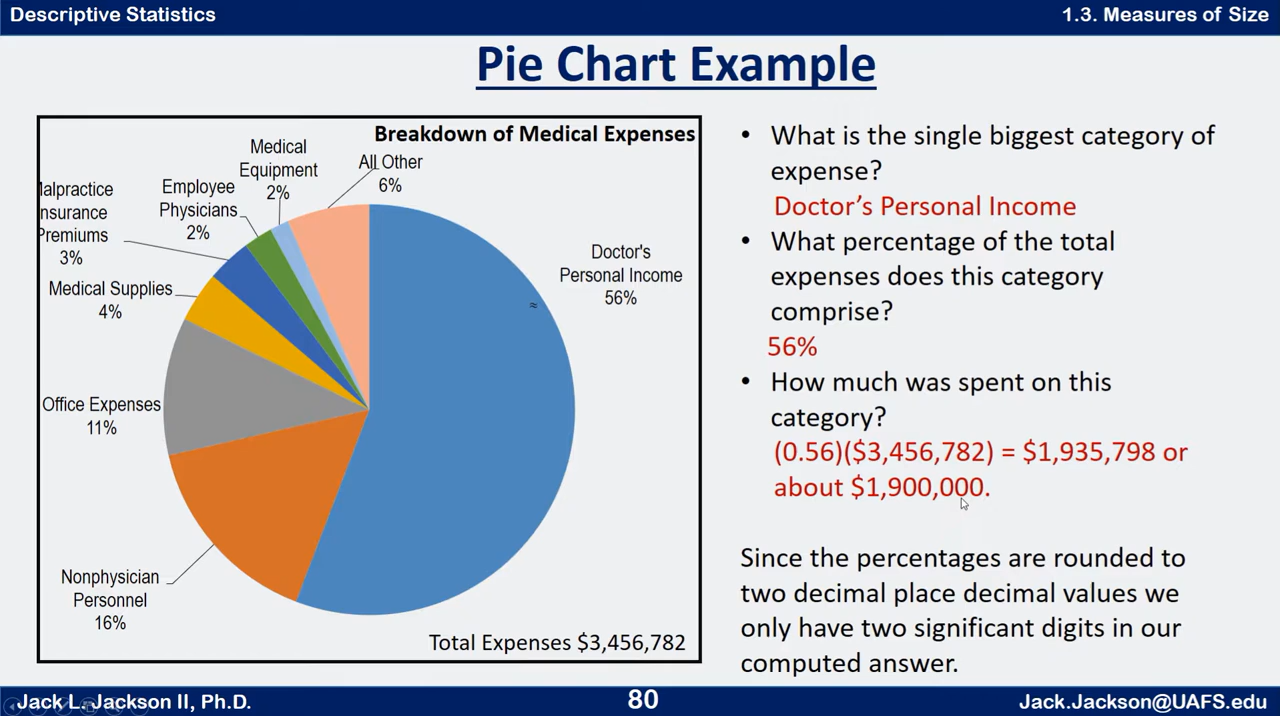 Descriptive Statistics
1.3. Measures of Size
Pie Chart Example
Breakdown of Medical Expenses
Medical
Equipment
2%
All Other
6%
Employee
Physicians
2%
alpractice
nsurance
Premiums
3%
Medical Supplies
4%
Office Expenses
11%
Nonphysician
Personnel
16%
Doctor's
Personal Income
56%
≈
Total Expenses $3,456,782
• What is the single biggest category of
expense?
Doctor’s Personal Income
• What percentage of the total
expenses does this category
comprise?
56%
• How much was spent on this
category?
(0.56)($3,456,782) = $1,935,798 or
about $1,900,000.
Since the percentages are rounded to
two decimal place decimal values we
only have two significant digits in our
computed answer.
Jack L. Jackson II, Ph.D.
80
Jack.Jackson@UAFS.edu